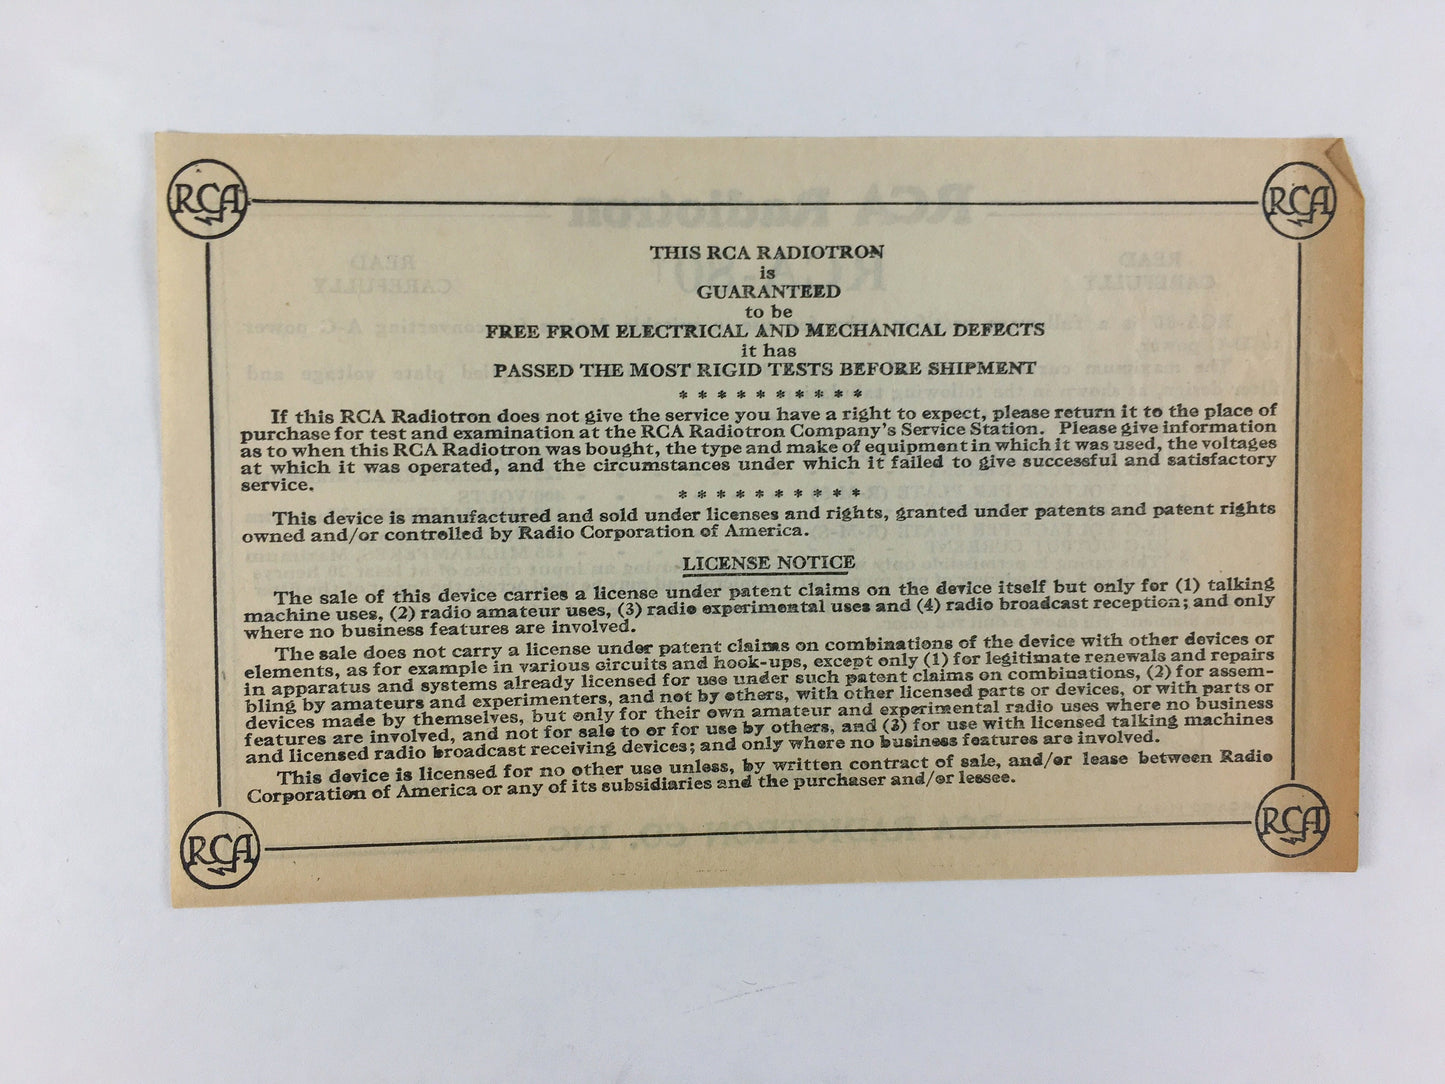 RCA
RCA
THIS RCA RADIOTRON
is
GUARANTEED
to be
FREE FROM ELECTRICAL AND MECHANICAL DEFECTS
it has
PASSED THE MOST RIGID TESTS BEFORE SHIPMENT
* * * * * * * * * *
If this RCA Radiotron does not give the service you have a right to expect, please return it to the place of
purchase for test and examination at the RCA Radiotron Company's Service Station. Please give information
as to when this RCA Radiotron was bought, the type and make of equipment in which it was used, the voltages
at which it was operated, and the circumstances under which it failed to give successful and satisfactory
service.
* * * * * * * * * *
This device is manufactured and sold under licenses and rights, granted under patents and patent rights
owned and/or controlled by Radio Corporation of America.
LICENSE NOTICE
The sale of this device carries a license under patent claims on the device itself but only for (1) talking
machine uses, (2) radio amateur uses, (3) radio experimental uses and (4) radio broadcast reception; and only
where no business features are involved.
The sale does not carry a license under patent claims on combinations of the device with other devices or
elements, as for example in various circuits and hook-ups, except only (1) for legitimate renewals and repairs
in apparatus and systems already licensed for use under such patent claims on combinations, (2) for assem-
bling by amateurs and experimenters, and not by others, with other licensed parts or devices, or with parts or
devices made by themselves, but only for their own amateur and experimental radio uses where no business
features are involved, and not for sale to or for use by others, and (3) for use with licensed talking machines
and licensed radio broadcast receiving devices; and only where no business features are involved.
This device is licensed for no other use unless, by written contract of sale, and/or lease between Radio
Corporation of America or any of its subsidiaries and the purchaser and/or lessee.
RCA
RCA